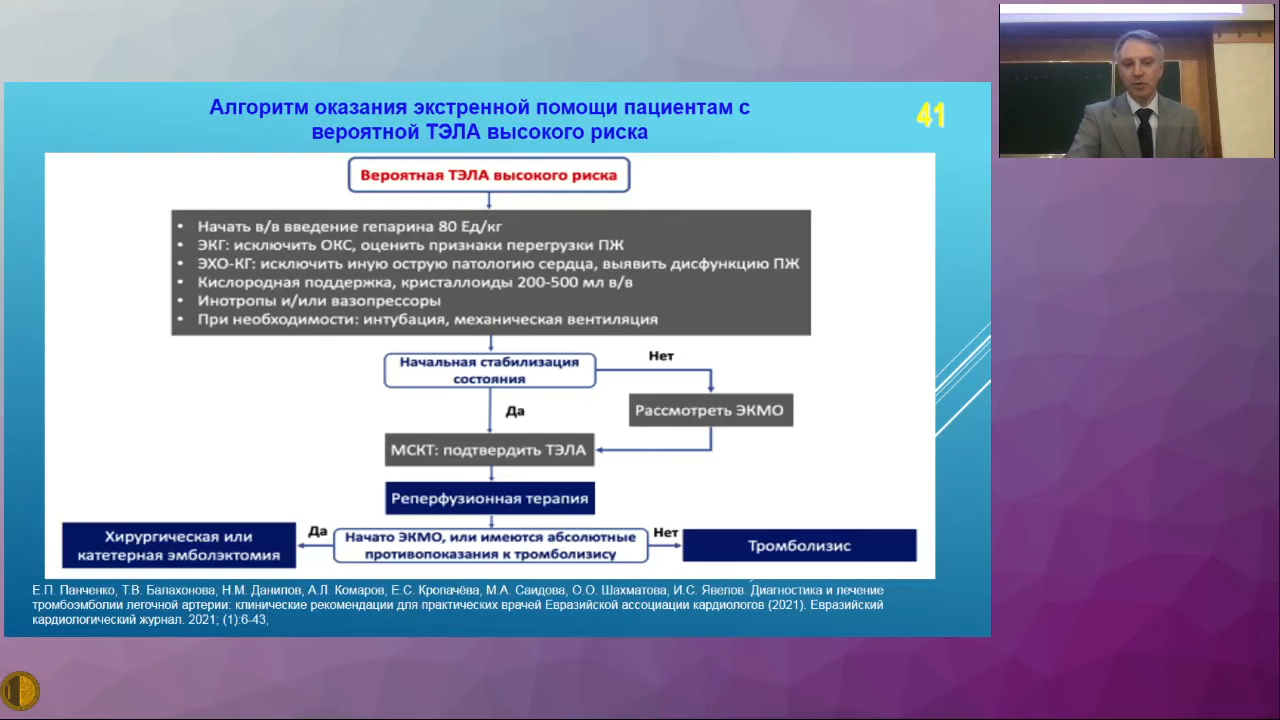 Алгоритм оказания экстренной помощи пациентам с
вероятной ТЭЛА высокого риска
41
Вероятная ТЭЛА высокого риска
• Начать в/в введение гепарина 80 Ед/кг
• ЭКГ: исключить ОКС, оценить признаки перегрузки ПЖ
• ЭХО-КГ: исключить иную острую патологию сердца, выявить дисфункцию ПЖ
• Кислородная поддержка, кристаллоиды 200-500 мл в/в
• Инотропы и/или вазопрессоры
• При необходимости: интубация, механическая вентиляция
Начальная стабилизация
состояния
Нет
Да
Рассмотреть ЭКМО
МСКТ: подтвердить ТЭЛА
Реперфузионная терапия
Хирургическая или
катетерная эмболэктомия
Да
Начато ЭКМО, или имеются абсолютные
противопоказания к тромболизису
Нет
Тромболизис
Е.П. Панченко, Т.В. Балахонова, Н.М. Данилов, А.Л. Комаров, Е.С. Кропачёва, М.А. Саидова, О.О. Шахматова, И.С. Явелов. Диагностика и лечение
тромбоэмболии легочной артерии: клинические рекомендации для практических врачей Евразийской ассоциации кардиологов (2021). Евразийский
кардиологический журнал. 2021; (1):6-43,